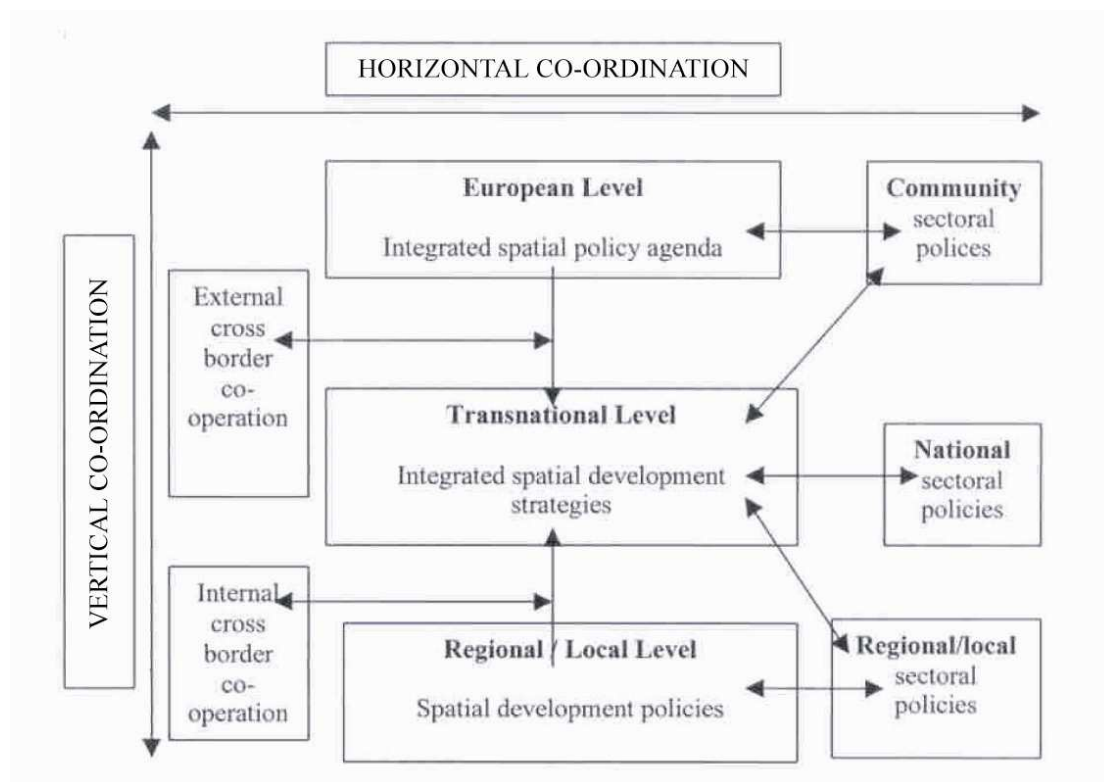 HORIZONTAL CO-ORDINATION
VERTICAL CO-ORDINATION
European Level
Integrated spatial policy agenda
Community
sectoral
polices
External
cross
border
co-
operation
Transnational Level
Integrated spatial development
strategies
National
sectoral
policies
Internal
cross
border
co-
operation
Regional / Local Level
Spatial development policies
Regional/local
sectoral
policies